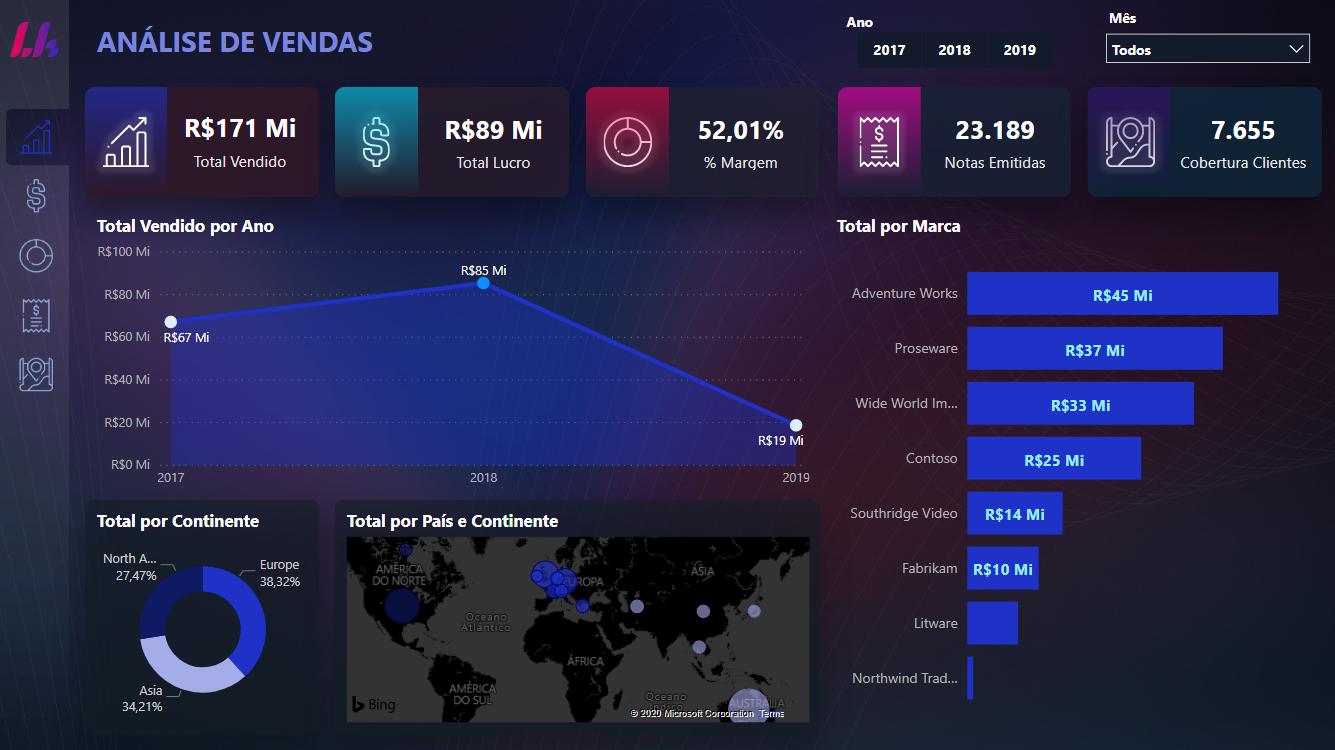 ANÁLISE DE VENDAS
Ano
2017 2018 2019
Mês
Todos
R$171 Mi
Total Vendido
R$89 Mi
Total Lucro
52,01%
% Margem
$
23.189
Notas Emitidas
7.655
Cobertura Clientes
Total Vendido por Ano
R$100 Mi
R$80 Mi
R$60 Mi
R$40 Mi
R$20 Mi
R$0 Mi
R$67 Mi
R$85 Mi
R$19 Mi
2017 2018 2019
Total por Marca
Adventure Works R$45 Mi
Proseware R$37 Mi
Wide World Im... R$33 Mi
Contoso R$25 Mi
Southridge Video R$14 Mi
Fabrikam R$10 Mi
Litware
Northwind Trad...
Total por Continente
North A...
27,47%
Europe
38,32%
Asia
34,21%
Total por País e Continente
AMÉRICA
DO NORTE
EUROPA
ÁSIA
Oceano
Atlântico
ÁFRICA
AMÉRICA
DO SUL
Oceano
Índico
AUSTRÁLIA
Bing
© 2020 Microsoft Corporation Terms